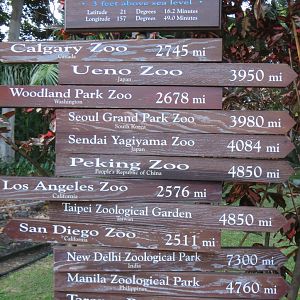 3 feet above sea level
Latitude 21 Degrees 16.2 Minutes
Longitude 157 Degrees 49.0 Minutes
Calgary Zoo 2745 mi
Canada
Ueno Zoo 3950 mi
Japan
Woodland Park Zoo 2678 mi
Washington
Seoul Grand Park Zoo 3980 mi
South Korea
Sendai Yagiyama Zoo 4084 mi
Japan
Peking Zoo 4850 mi
People's Republic of China
Los Angeles Zoo 2576 mi
California
Taipei Zoological Garden 4850 mi
Taiwan
San Diego Zoo 2511 mi
California
New Delhi Zoological Park 7300 mi
India
Manila Zoological Park 4760 mi
Philippines